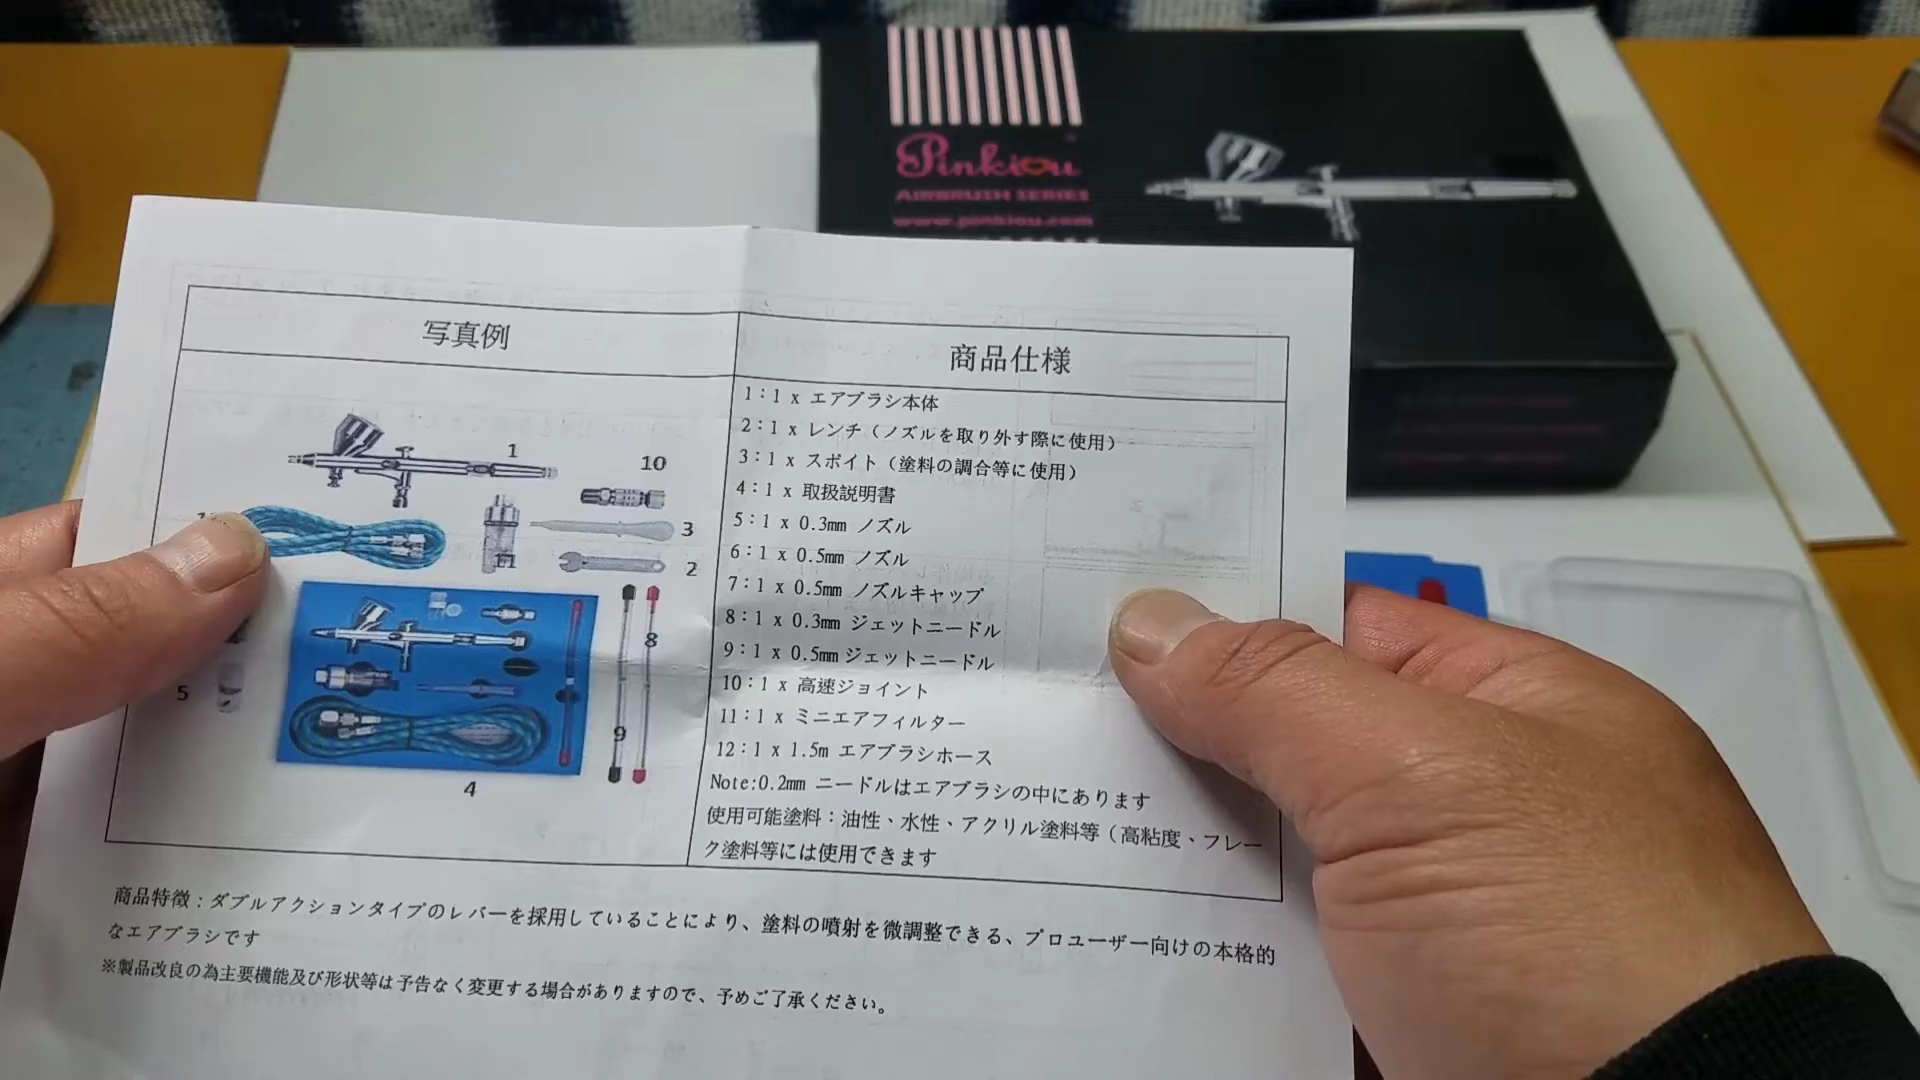 Pinkiou
AIRBRUSH SERIES
www.pinkiou.com
写真例
商品仕様
1
10
3
11
2
8
5
9
4
1：1 x エアブラシ本体
2：1 x レンチ（ノズルを取り外す際に使用）
3：1 x スポイト（塗料の調合等に使用）
4：1 x 取扱説明書
5：1 x 0.3mm ノズル
6：1 x 0.5mm ノズル
7：1 x 0.5mm ノズルキャップ
8：1 x 0.3mm ジェットニードル
9：1 x 0.5mm ジェットニードル
10：1 x 高速ジョイント
11：1 x ミニエアフィルター
12：1 x 1.5m エアブラシホース
Note:0.2mm ニードルはエアブラシの中にあります
使用可能塗料：油性、水性、アクリル塗料等（高粘度、フレー
ク塗料等には使用できます
商品特徴：ダブルアクションタイプのレバーを採用していることにより、塗料の噴射を微調整できる、プロユーザー向けの本格的
なエアブラシです
※製品改良の為主要機能及び形状等は予告なく変更する場合がありますので、予めご了承ください。